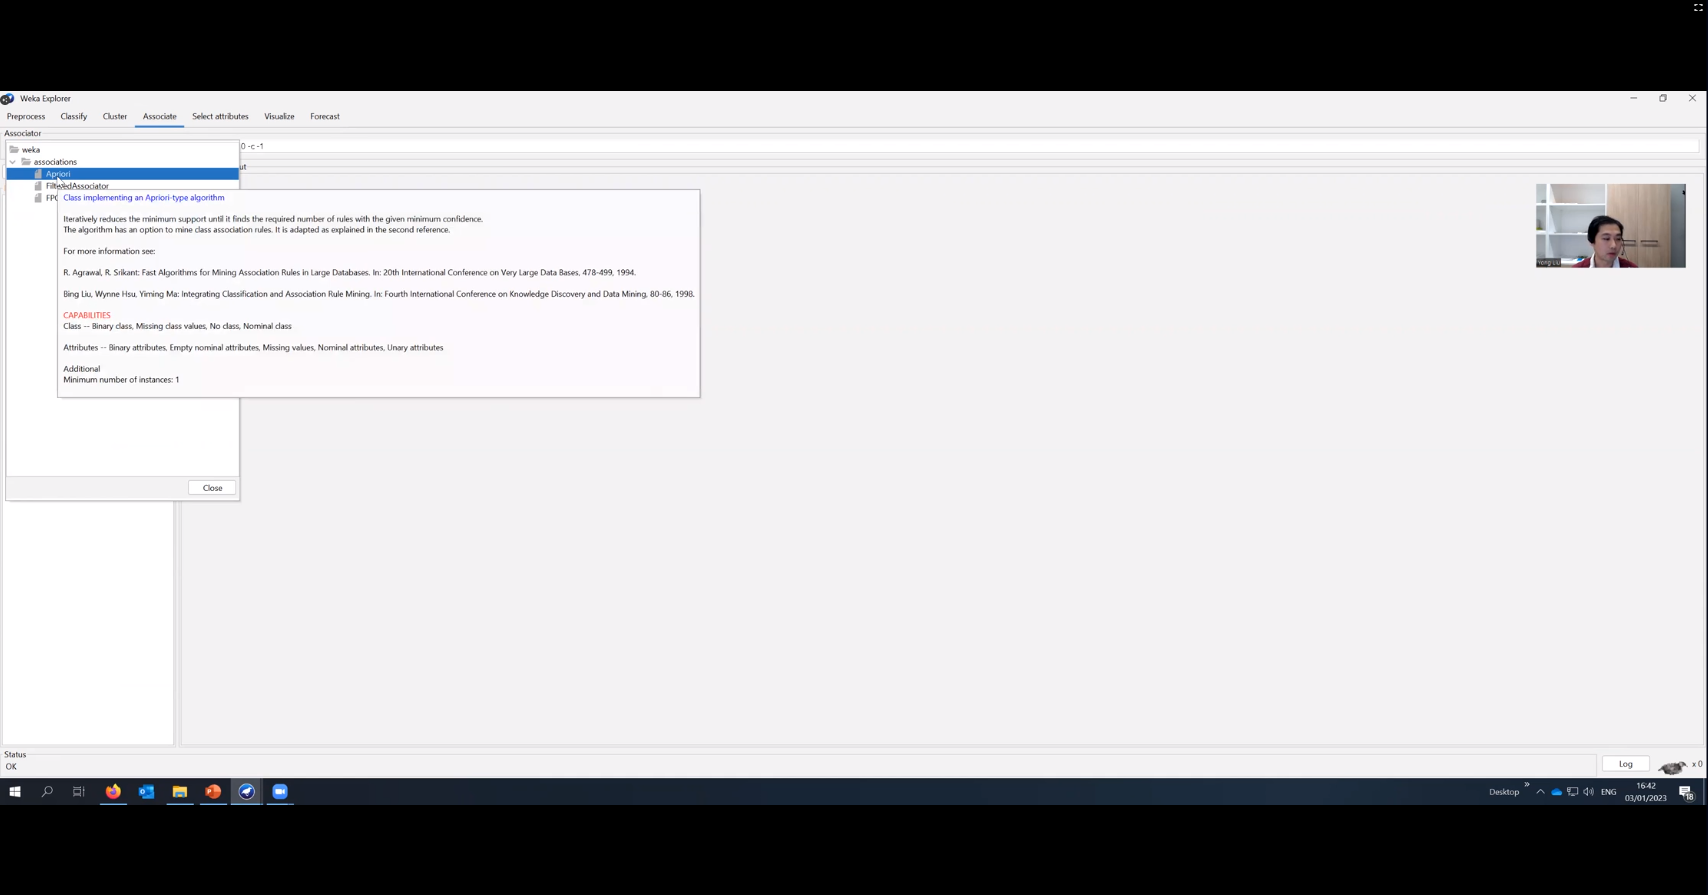 Weka Explorer
Preprocess Classify Cluster Associate Select attributes Visualize Forecast
Associator
weka
0 -c -1
associations
ut
Apriori
FilteredAssociator
FPG
Class implementing an Apriori-type algorithm
Iteratively reduces the minimum support until it finds the required number of rules with the given minimum confidence.
The algorithm has an option to mine class association rules. It is adapted as explained in the second reference.
For more information see:
R. Agrawal, R. Srikant: Fast Algorithms for Mining Association Rules in Large Databases. In: 20th International Conference on Very Large Data Bases, 478-499, 1994.
Bing Liu, Wynne Hsu, Yiming Ma: Integrating Classification and Association Rule Mining. In: Fourth International Conference on Knowledge Discovery and Data Mining, 80-86, 1998.
CAPABILITIES
Class -- Binary class, Missing class values, No class, Nominal class
Attributes -- Binary attributes, Empty nominal attributes, Missing values, Nominal attributes, Unary attributes
Additional
Minimum number of instances: 1
Yong Liu
Close
Status
OK
Log x 0
Desktop ENG 16:42
03/01/2023
18